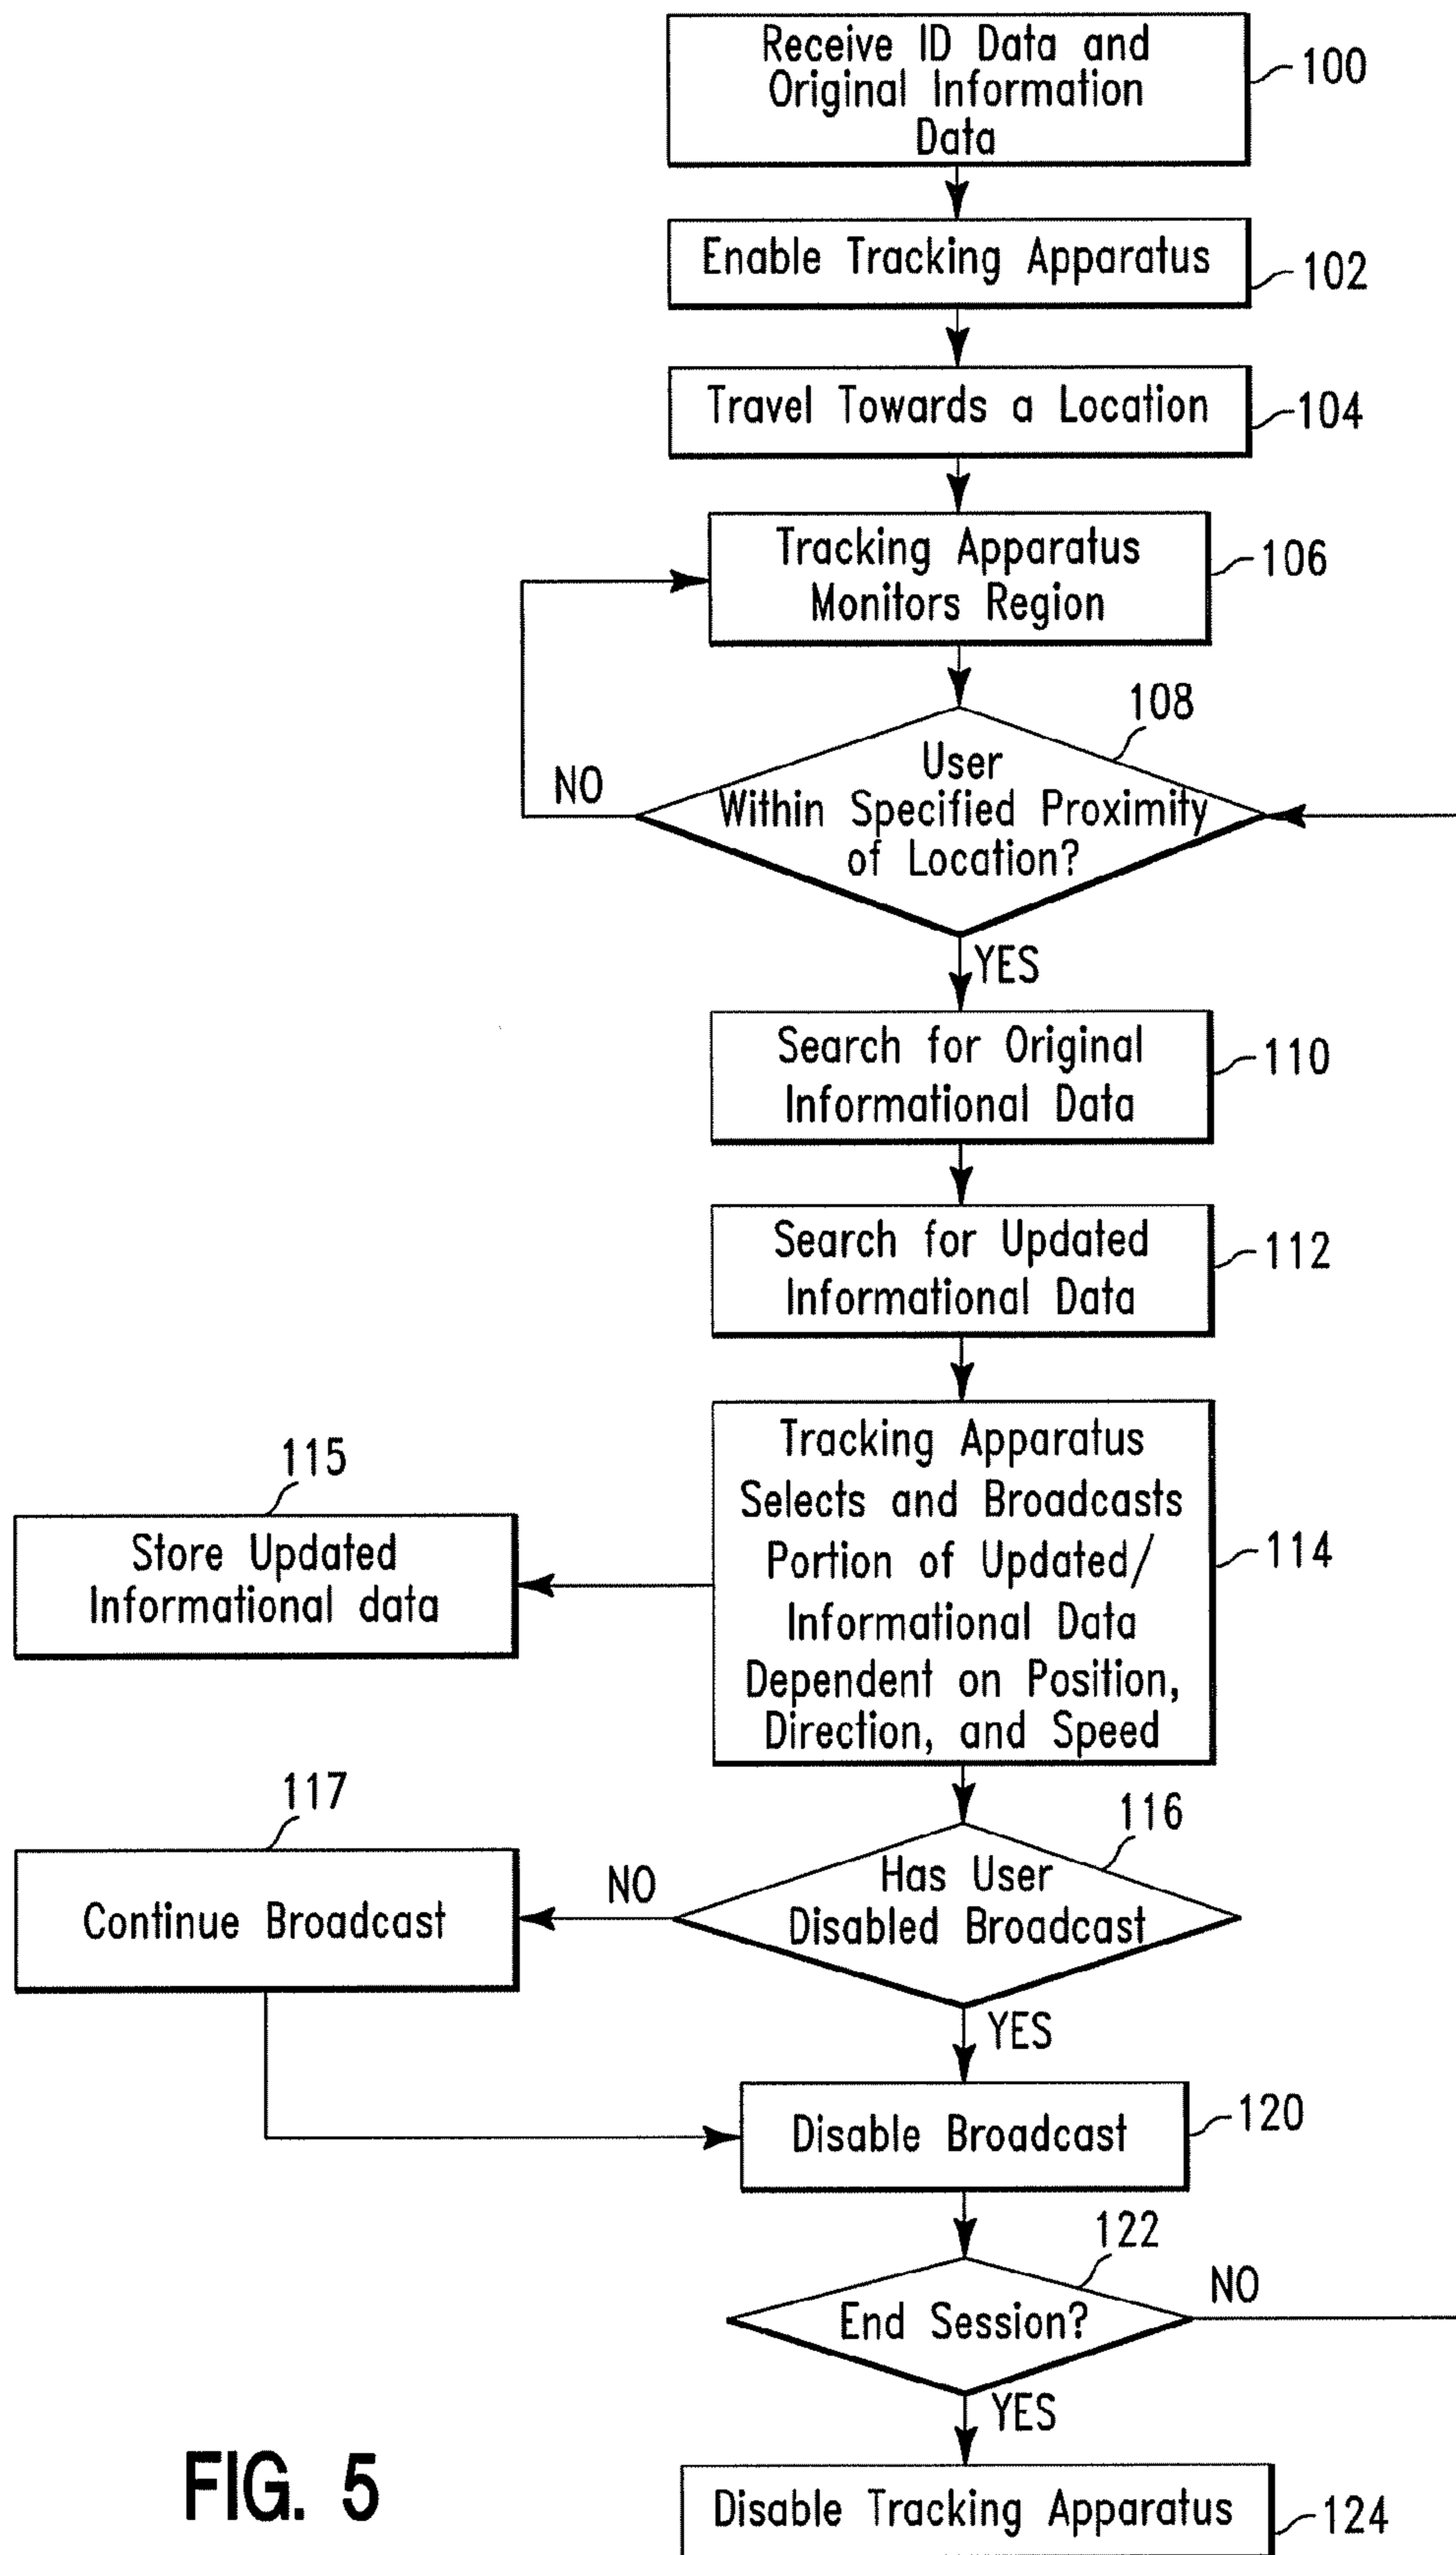 Receive ID Data and
Original Information
Data
100
Enable Tracking Apparatus
102
Travel Towards a Location
104
Tracking Apparatus
Monitors Region
106
108
User
Within Specified Proximity
of Location?
NO
YES
Search for Original
Informational Data
110
Search for Updated
Informational Data
112
Tracking Apparatus
Selects and Broadcasts
Portion of Updated/
Informational Data
Dependent on Position,
Direction, and Speed
114
115
Store Updated
Informational data
116
Has User
Disabled Broadcast
NO
117
Continue Broadcast
YES
Disable Broadcast
120
122
End Session?
NO
YES
Disable Tracking Apparatus
124
FIG. 5